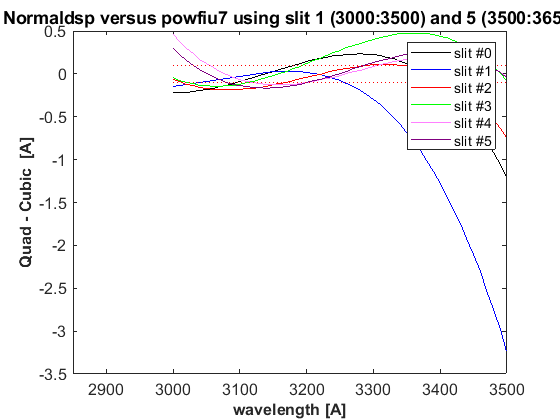 Normaldsp versus powfiu7 using slit 1 (3000:3500) and 5 (3500:365
0.5
0
-0.5
-1
-1.5
-2
-2.5
-3
-3.5
Quad - Cubic [A]
slit #0
slit #1
slit #2
slit #3
slit #4
slit #5
2900
3000
3100
3200
3300
3400
3500
wavelength [A]